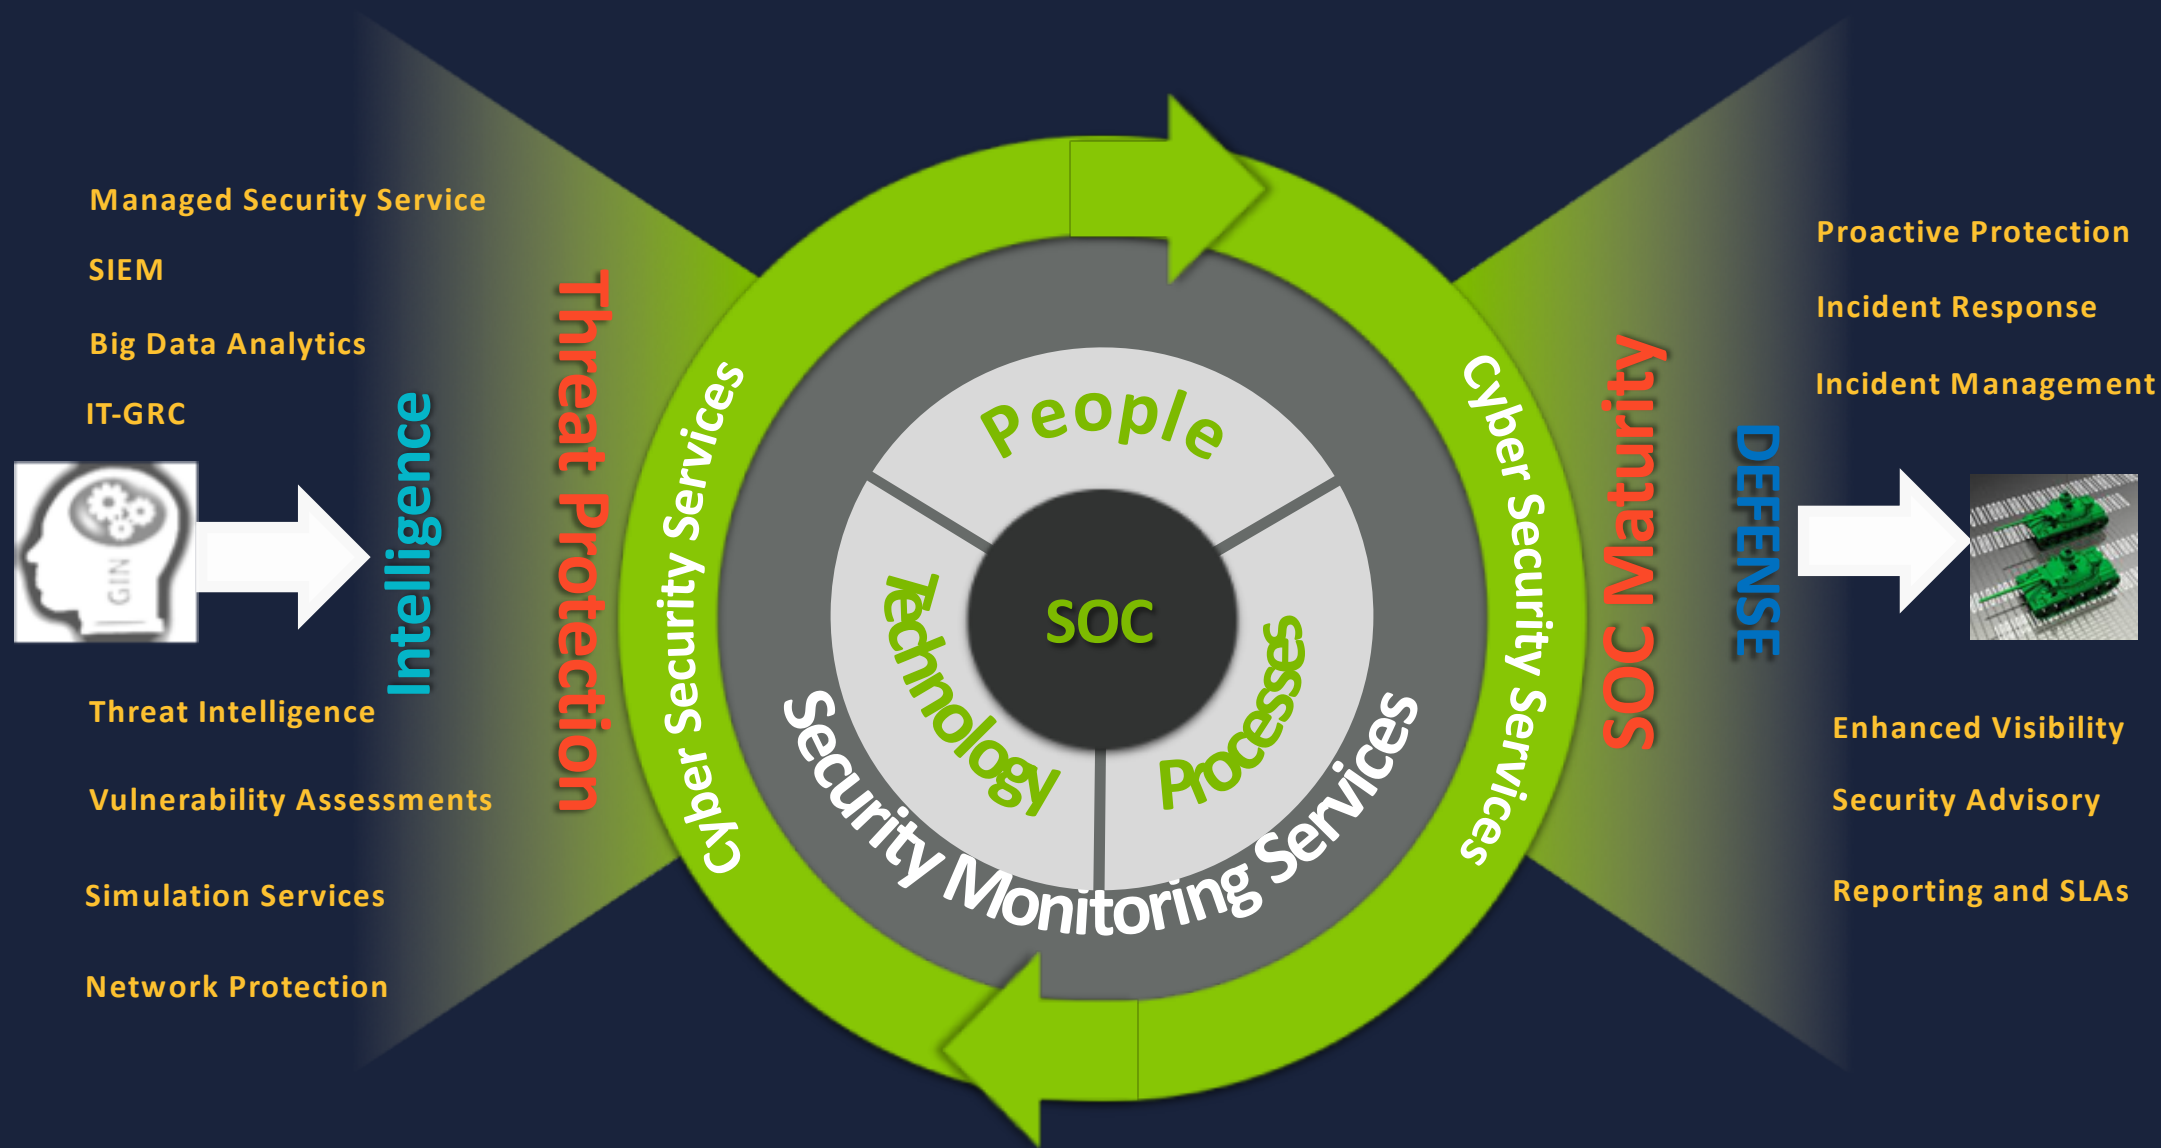 Managed Security Service
SIEM
Big Data Analytics
IT-GRC
GIN
Threat Intelligence
Vulnerability Assessments
Simulation Services
Network Protection
Intelligence
Threat Protection
Cyber Security Services
People
Technology
Processes
SOC
Security Monitoring Services
Cyber Security Services
SOC Maturity
DEFENSE
Proactive Protection
Incident Response
Incident Management
Enhanced Visibility
Security Advisory
Reporting and SLAs